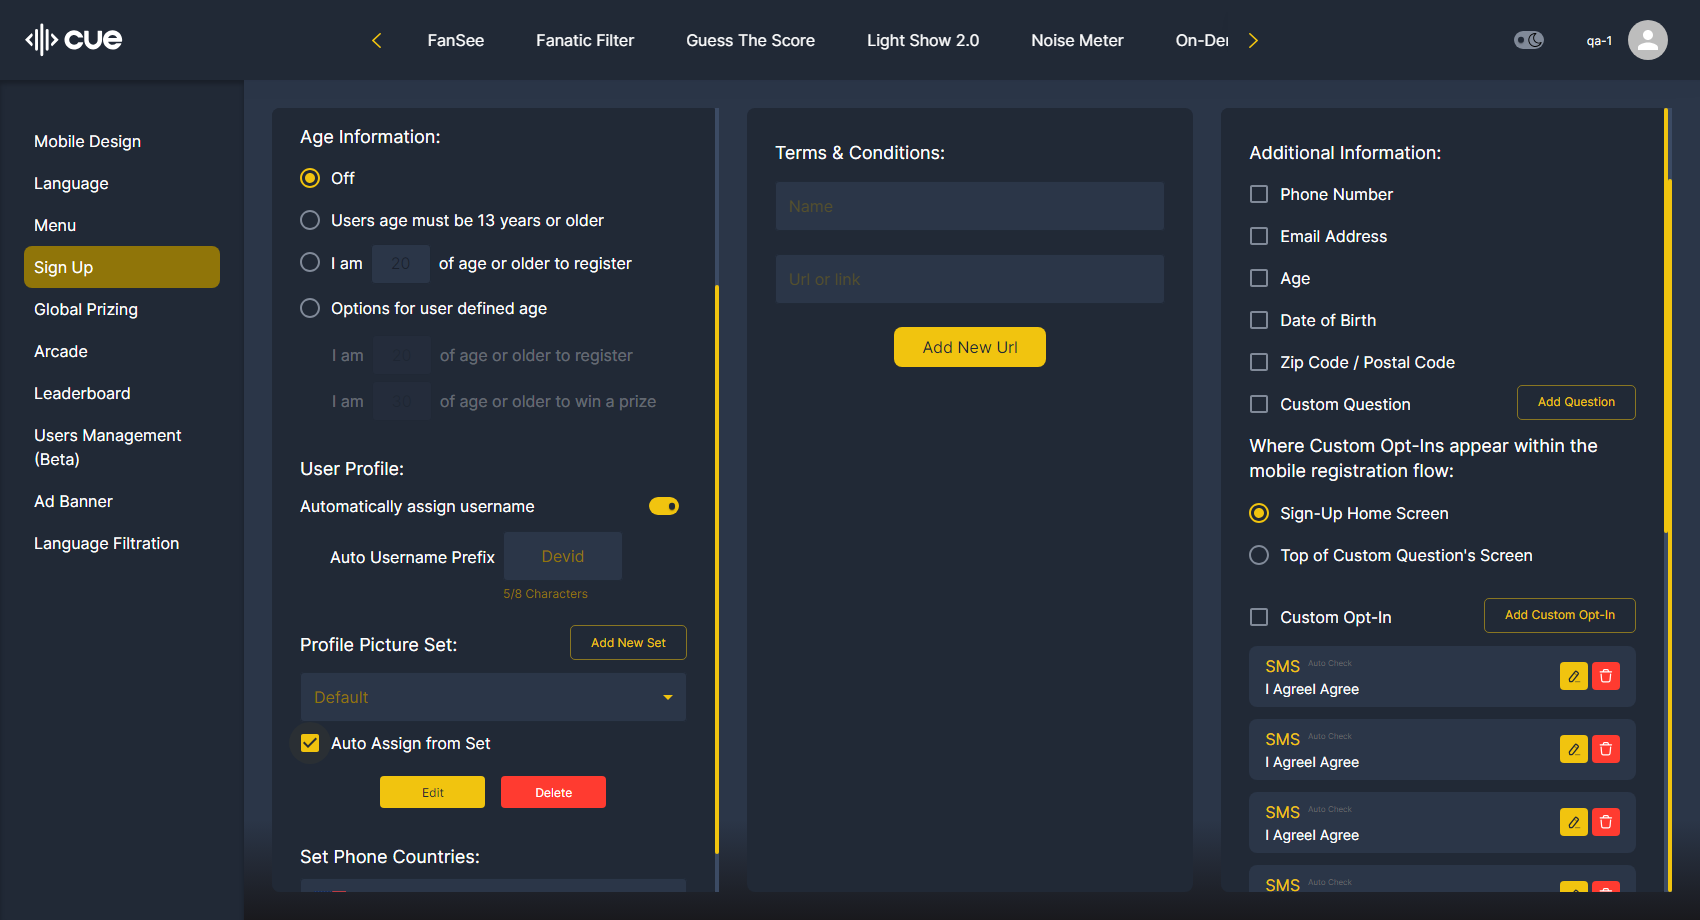 cue
FanSee
Fanatic Filter
Guess The Score
Light Show 2.0
Noise Meter
On-De
qa-1
Mobile Design
Language
Menu
Sign Up
Global Prizing
Arcade
Leaderboard
Users Management
(Beta)
Ad Banner
Language Filtration
Age Information:
Off
Users age must be 13 years or older
I am 20 of age or older to register
Options for user defined age
I am 20 of age or older to register
I am of age or older to win a prize
User Profile:
Automatically assign username
Auto Username Prefix Devid
5/8 Characters
Profile Picture Set: Add New Set
Default
Auto Assign from Set
Edit Delete
Set Phone Countries:
Terms & Conditions:
Name
Url or link
Add New Url
Additional Information:
Phone Number
Email Address
Age
Date of Birth
Zip Code / Postal Code
Custom Question Add Question
Where Custom Opt-Ins appear within the
mobile registration flow:
Sign-Up Home Screen
Top of Custom Question's Screen
Custom Opt-In Add Custom Opt-In
SMS Auto Check
I AgreeI Agree
SMS Auto Check
I AgreeI Agree
SMS Auto Check
I AgreeI Agree
SMS Auto Check